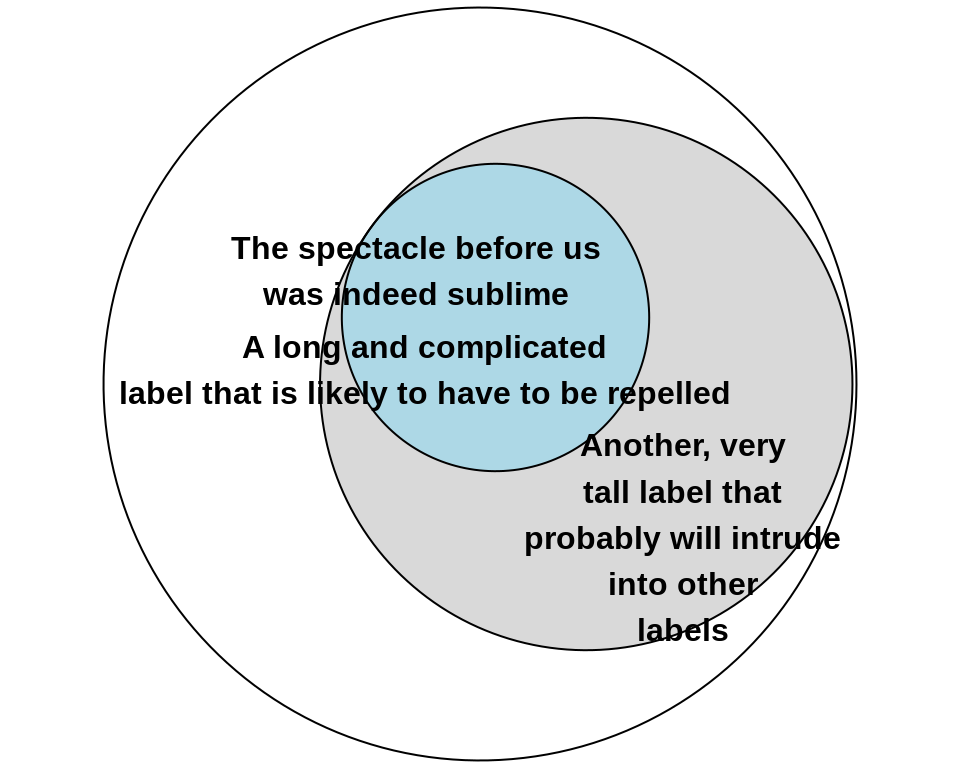 The spectacle before us
was indeed sublime
A long and complicated
label that is likely to have to be repelled
Another, very
tall label that
probably will intrude
into other
labels